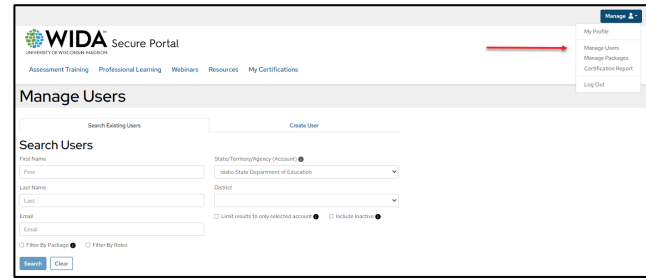 Manage
My Profile
Manage Users
Manage Packages
Certification Report
Log Out
WIDA Secure Portal
UNIVERSITY OF WISCONSIN-MADISON
Assessment Training Professional Learning Webinars Resources My Certifications
Manage Users
Search Existing Users Create User
Search Users
First Name State/Territory/Agency (Account)
First Idaho State Department of Education
Last Name District
Last
Email Limit results to only selected account Include Inactive
Email
Filter By Package Filter By Roles
Search Clear